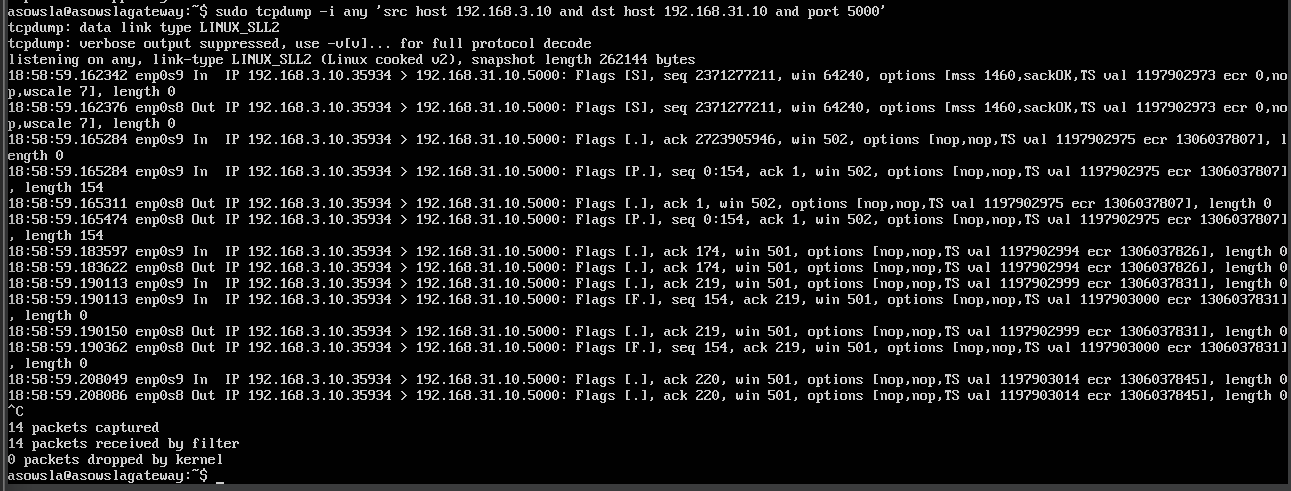 asowsla@asowslagateway:~$ sudo tcpdump -i any 'src host 192.168.3.10 and dst host 192.168.31.10 and port 5000'
tcpdump: data link type LINUX_SLL2
tcpdump: verbose output suppressed, use -v[v]... for full protocol decode
listening on any, link-type LINUX_SLL2 (Linux cooked v2), snapshot length 262144 bytes
18:58:59.162342 enp0s9 In  IP 192.168.3.10.35934 > 192.168.31.10.5000: Flags [S], seq 2371277211, win 64240, options [mss 1460,sackOK,TS val 1197902973 ecr 0,no
p,wscale 7], length 0
18:58:59.162376 enp0s8 Out IP 192.168.3.10.35934 > 192.168.31.10.5000: Flags [S], seq 2371277211, win 64240, options [mss 1460,sackOK,TS val 1197902973 ecr 0,no
p,wscale 7], length 0
18:58:59.165284 enp0s9 In  IP 192.168.3.10.35934 > 192.168.31.10.5000: Flags [.], ack 2723905946, win 502, options [nop,nop,TS val 1197902975 ecr 1306037807], l
ength 0
18:58:59.165284 enp0s9 In  IP 192.168.3.10.35934 > 192.168.31.10.5000: Flags [P.], seq 0:154, ack 1, win 502, options [nop,nop,TS val 1197902975 ecr 1306037807]
, length 154
18:58:59.165311 enp0s8 Out IP 192.168.3.10.35934 > 192.168.31.10.5000: Flags [.], ack 1, win 502, options [nop,nop,TS val 1197902975 ecr 1306037807], length 0
18:58:59.165474 enp0s8 Out IP 192.168.3.10.35934 > 192.168.31.10.5000: Flags [P.], seq 0:154, ack 1, win 502, options [nop,nop,TS val 1197902975 ecr 1306037807]
, length 154
18:58:59.183597 enp0s9 In  IP 192.168.3.10.35934 > 192.168.31.10.5000: Flags [.], ack 174, win 501, options [nop,nop,TS val 1197902994 ecr 1306037826], length 0
18:58:59.183622 enp0s8 Out IP 192.168.3.10.35934 > 192.168.31.10.5000: Flags [.], ack 174, win 501, options [nop,nop,TS val 1197902994 ecr 1306037826], length 0
18:58:59.190113 enp0s9 In  IP 192.168.3.10.35934 > 192.168.31.10.5000: Flags [.], ack 219, win 501, options [nop,nop,TS val 1197902999 ecr 1306037831], length 0
18:58:59.190113 enp0s9 In  IP 192.168.3.10.35934 > 192.168.31.10.5000: Flags [F.], seq 154, ack 219, win 501, options [nop,nop,TS val 1197903000 ecr 1306037831]
, length 0
18:58:59.190150 enp0s8 Out IP 192.168.3.10.35934 > 192.168.31.10.5000: Flags [.], ack 219, win 501, options [nop,nop,TS val 1197902999 ecr 1306037831], length 0
18:58:59.190362 enp0s8 Out IP 192.168.3.10.35934 > 192.168.31.10.5000: Flags [F.], seq 154, ack 219, win 501, options [nop,nop,TS val 1197903000 ecr 1306037831]
, length 0
18:58:59.208049 enp0s9 In  IP 192.168.3.10.35934 > 192.168.31.10.5000: Flags [.], ack 220, win 501, options [nop,nop,TS val 1197903014 ecr 1306037845], length 0
18:58:59.208086 enp0s8 Out IP 192.168.3.10.35934 > 192.168.31.10.5000: Flags [.], ack 220, win 501, options [nop,nop,TS val 1197903014 ecr 1306037845], length 0
^C
14 packets captured
14 packets received by filter
0 packets dropped by kernel
asowsla@asowslagateway:~$ _